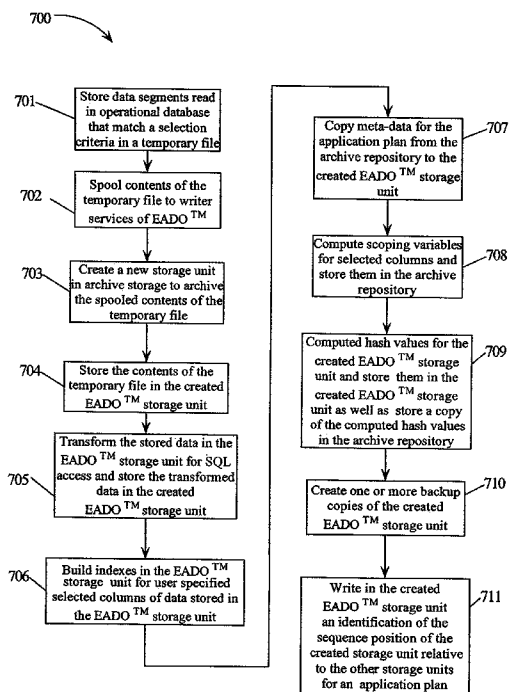 700
701
Store data segments read
in operational database
that match a selection
criteria in a temporary file
702
Spool contents of the
temporary file to writer
services of EADO TM
703
Create a new storage unit
in archive storage to archive
the spooled contents of the
temporary file
704
Store the contents of the
temporary file in the created
EADO TM storage unit
705
Transform the stored data in the
EADO TM storage unit for SQL
access and store the transformed
data in the created
EADO TM storage unit
706
Build indexes in the EADO TM
storage unit for user specified
selected columns of data stored in
the EADO TM storage unit
707
Copy meta-data for the
application plan from the
archive repository to the
created EADO TM storage
unit
708
Compute scoping variables
for selected columns and
store them in the archive
repository
709
Computed hash values for the
created EADO TM storage
unit and store them in the
created EADO TM storage
unit as well as store a copy
of the computed hash values
in the archive repository
710
Create one or more backup
copies of the created
EADO TM storage unit
711
Write in the created
EADO TM storage unit
an identification of the
sequence position of the
created storage unit relative
to the other storage units
for an application plan